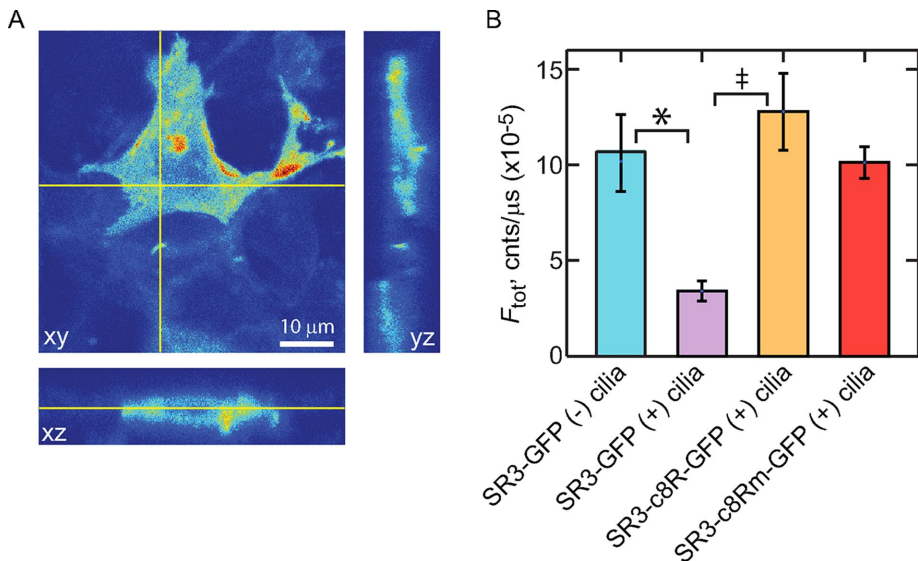 A
xy
10 μm
yz
xz
B
F_tot, cnts/μs (x10^-5)
15
10
5
0
*
‡
SR3-GFP (-) cilia
SR3-GFP (+) cilia
SR3-c8R-GFP (+) cilia
SR3-c8Rm-GFP (+) cilia